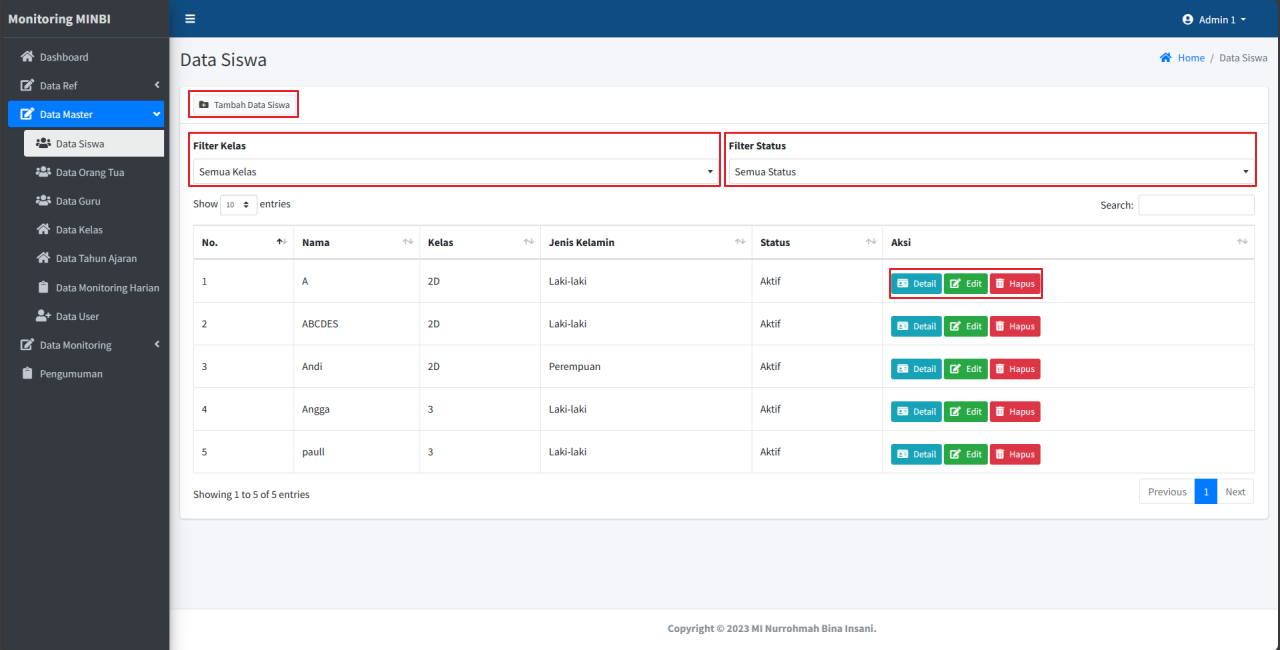 Monitoring MINBI
Admin 1
Dashboard
Data Ref
Data Master
Data Siswa
Data Orang Tua
Data Guru
Data Kelas
Data Tahun Ajaran
Data Monitoring Harian
Data User
Data Monitoring
Pengumuman
Data Siswa
Home / Data Siswa
Tambah Data Siswa
Filter Kelas
Semua Kelas
Filter Status
Semua Status
Show 10 entries
Search:
No. Nama Kelas Jenis Kelamin Status Aksi
1 A 2D Laki-laki Aktif Detail Edit Hapus
2 ABCDES 2D Laki-laki Aktif Detail Edit Hapus
3 Andi 2D Perempuan Aktif Detail Edit Hapus
4 Angga 3 Laki-laki Aktif Detail Edit Hapus
5 paull 3 Laki-laki Aktif Detail Edit Hapus
Showing 1 to 5 of 5 entries
Previous 1 Next
Copyright © 2023 MI Nurrohmah Bina Insani.